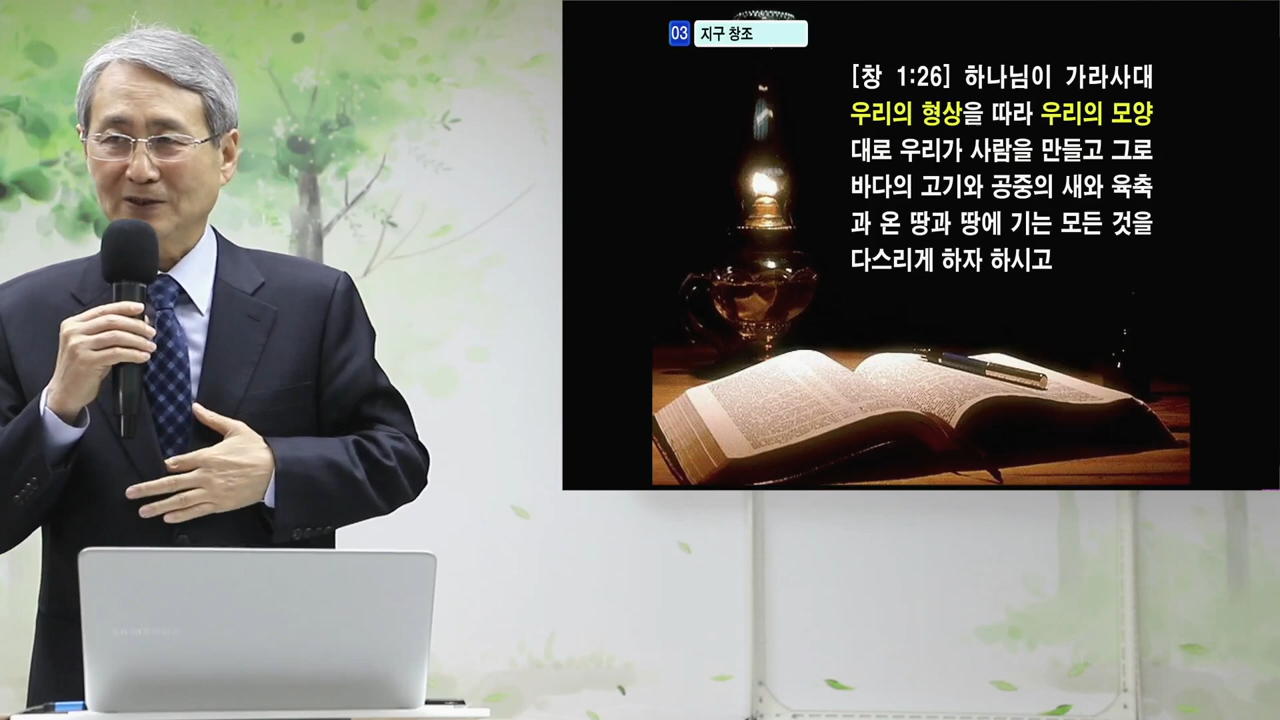 03 지구 창조
[창 1:26] 하나님이 가라사대
우리의 형상을 따라 우리의 모양
대로 우리가 사람을 만들고 그로
바다의 고기와 공중의 새와 육축
과 온 땅과 땅에 기는 모든 것을
다스리게 하자 하시고